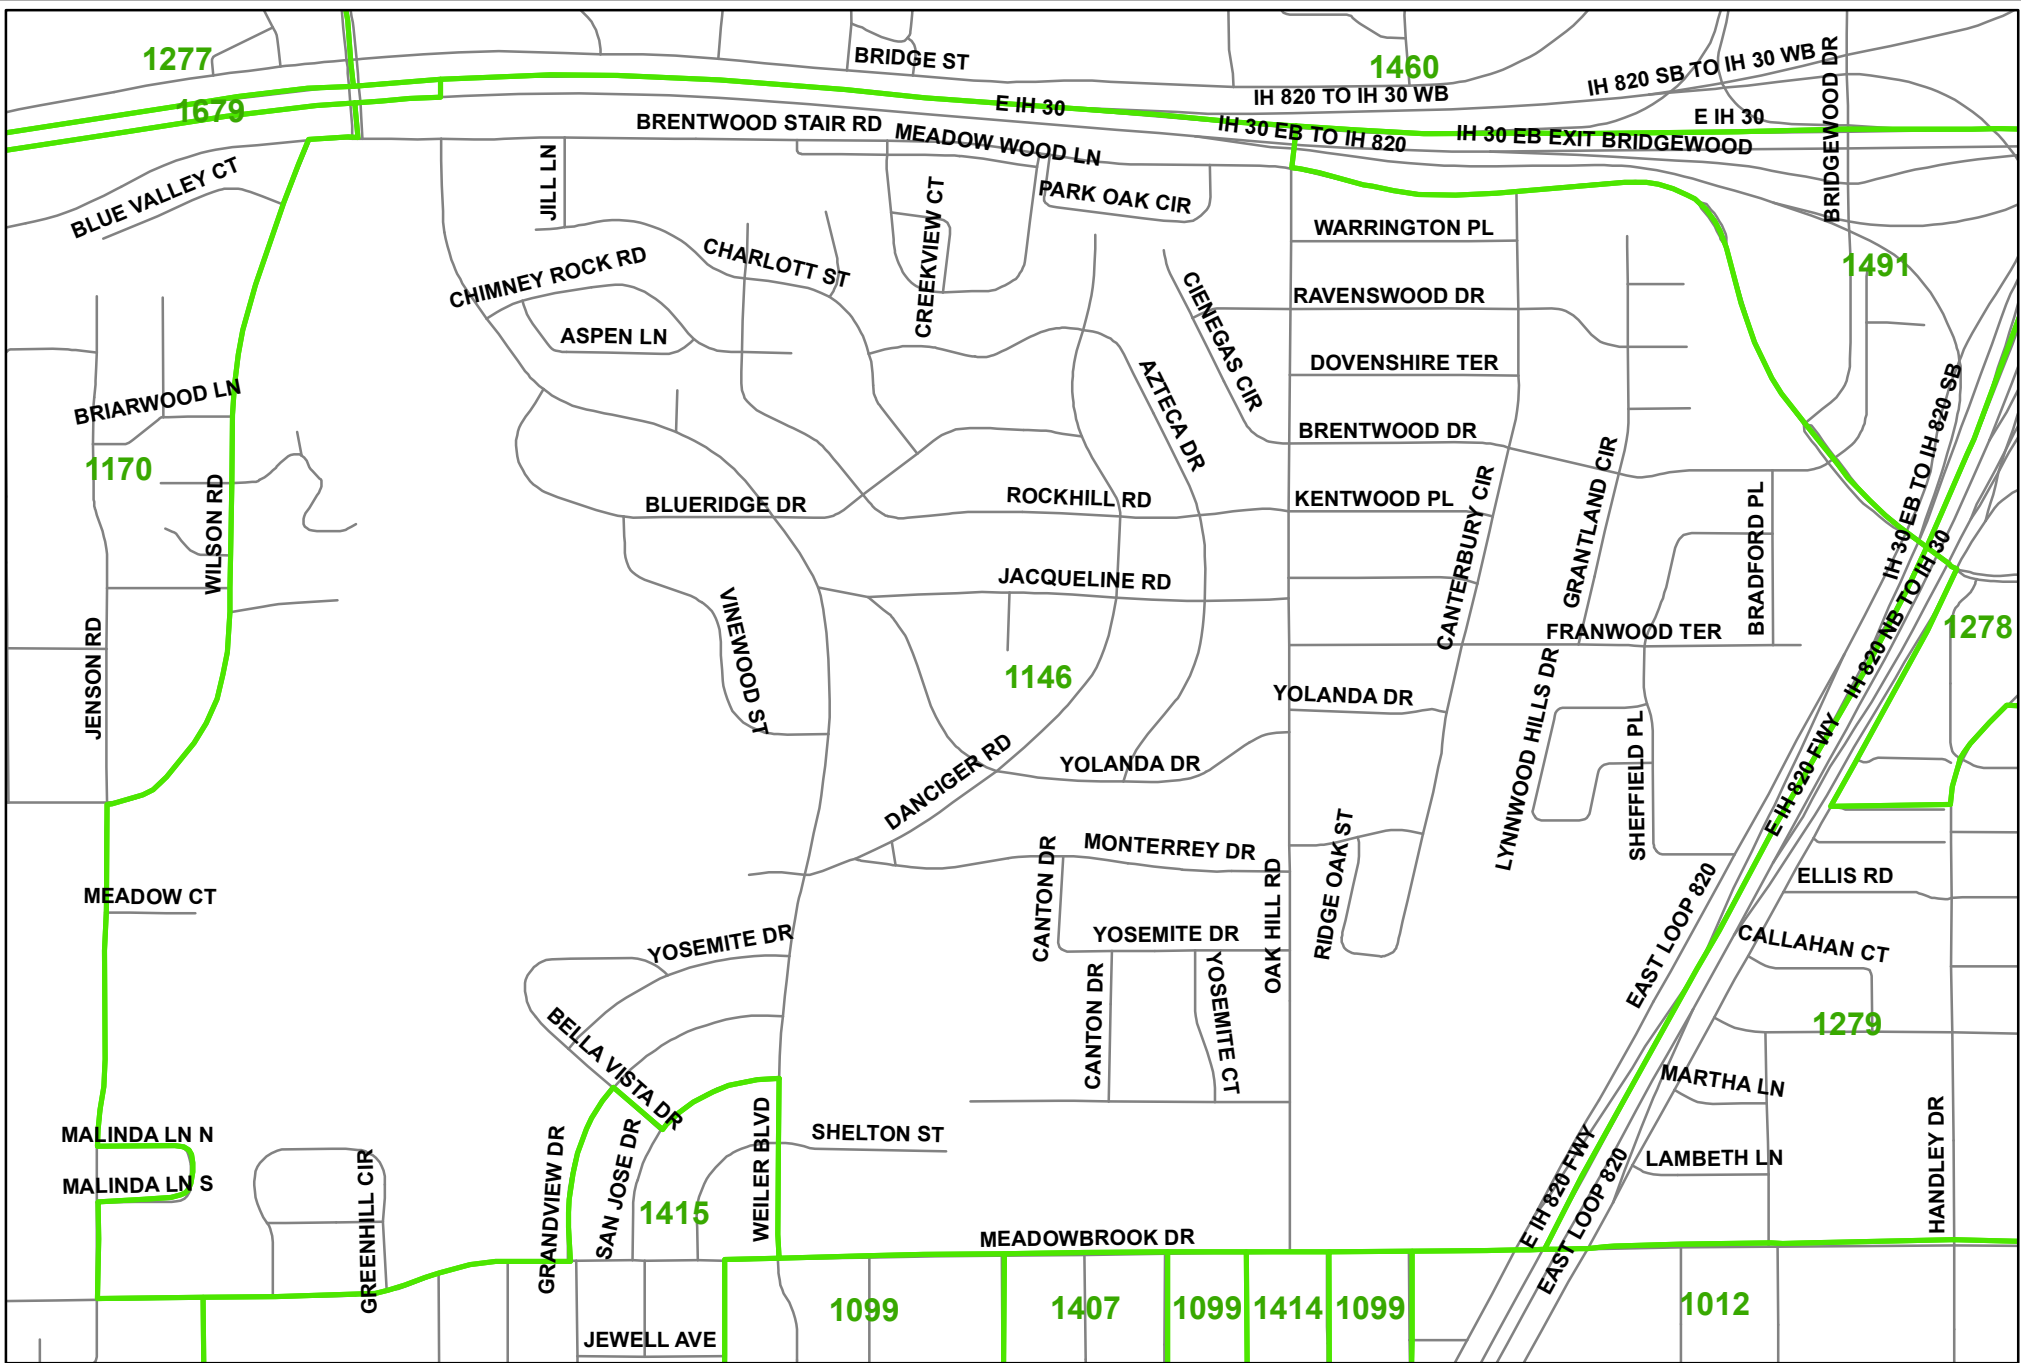 1277
BRIDGE ST
1460
IH 820 SB TO IH 30 WB
BRIDGEWOOD DR
1679
E IH 30
IH 820 TO IH 30 WB
E IH 30
BRENTWOOD STAIR RD
MEADOW WOOD LN
IH 30 EB TO IH 820
IH 30 EB EXIT BRIDGEWOOD
BLUE VALLEY CT
JILL LN
CREEKVIEW CT
PARK OAK CIR
WARRINGTON PL
CHIMNEY ROCK RD
CHARLOTT ST
1491
CIENEGAS CIR
RAVENSWOOD DR
ASPEN LN
DOVENSHIRE TER
BRIARWOOD LN
AZTECA DR
IH 30 EB TO IH 820 SB
BRENTWOOD DR
1170
WILSON RD
BLUERIDGE DR
ROCKHILL RD
KENTWOOD PL
CANTERBURY CIR
GRANTLAND CIR
BRADFORD PL
JACQUELINE RD
IH 820 NB TO IH 30
VINEWOOD ST
FRANWOOD TER
1278
JENSON RD
1146
YOLANDA DR
LYNNWOOD HILLS DR
SHEFFIELD PL
DANCIGER RD
YOLANDA DR
E IH 820 FWY
MONTERREY DR
CANTON DR
RIDGE OAK ST
OAK HILL RD
ELLIS RD
MEADOW CT
EAST LOOP 820
YOSEMITE DR
YOSEMITE DR
CALLAHAN CT
CANTON DR
YOSEMITE CT
BELLA VISTA DR
1279
MARTHA LN
MALINDA LN N
SHELTON ST
HANDLEY DR
MALINDA LN S
GREENHILL CIR
GRANDVIEW DR
SAN JOSE DR
WEILER BLVD
LAMBETH LN
1415
E IH 820 FWY
EAST LOOP 820
MEADOWBROOK DR
1099
1407
1099
1414
1099
1012
JEWELL AVE